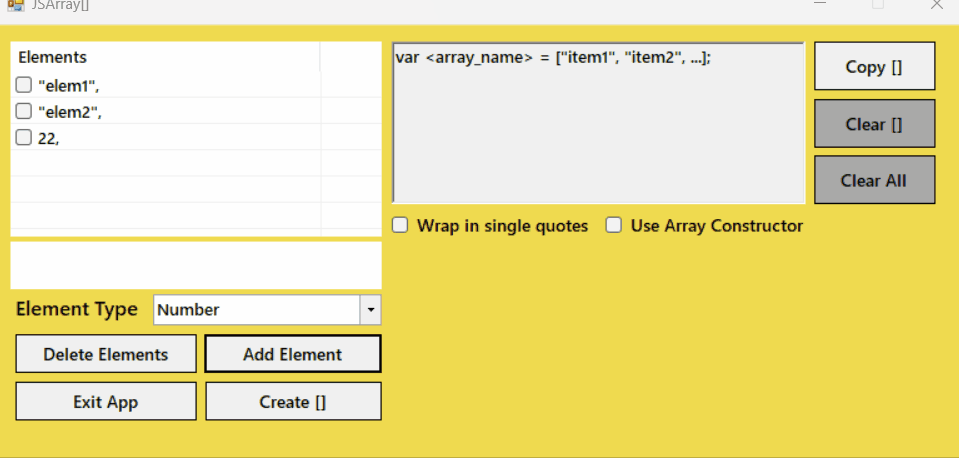 JSArray[]
Elements
"elem1",
"elem2",
22,
var <array_name> = ["item1", "item2", ...];
Copy []
Clear []
Clear All
Wrap in single quotes
Use Array Constructor
Element Type
Number
Delete Elements
Add Element
Exit App
Create []